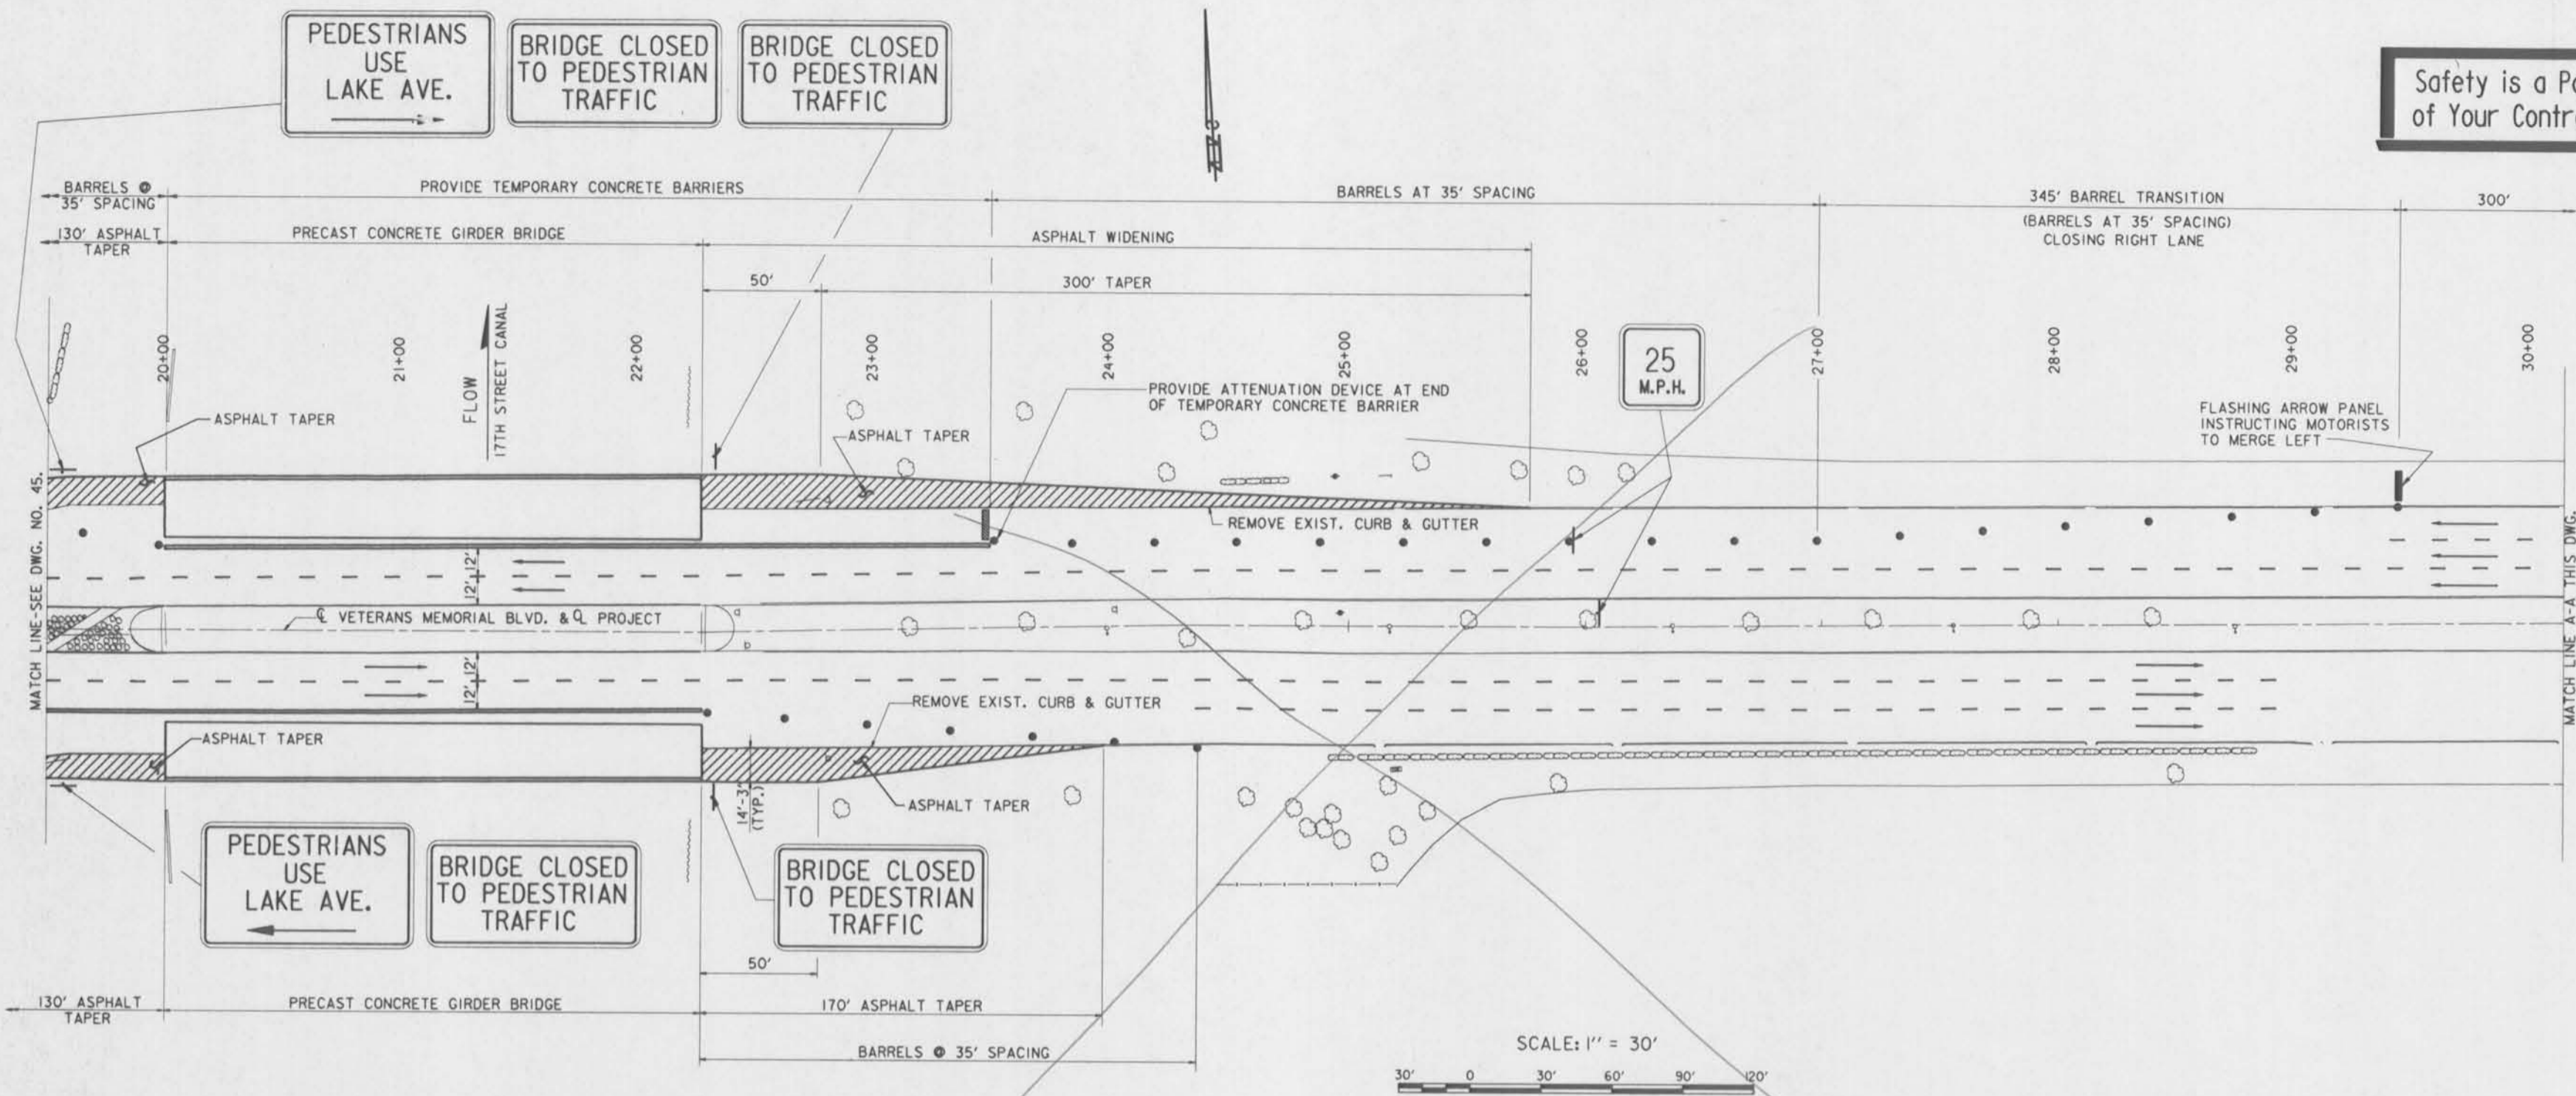 PEDESTRIANS
USE
LAKE AVE.
BRIDGE CLOSED
TO PEDESTRIAN
TRAFFIC
BRIDGE CLOSED
TO PEDESTRIAN
TRAFFIC
Safety is a
of Your
BARRELS @
35' SPACING
PROVIDE TEMPORARY CONCRETE BARRIERS
BARRELS AT 35' SPACING
345' BARREL TRANSITION
(BARRELS AT 35' SPACING)
CLOSING RIGHT LANE
300'
130' ASPHALT
TAPER
PRECAST CONCRETE GIRDER BRIDGE
ASPHALT WIDENING
50'
300' TAPER
20+00
21+00
FLOW
17TH STREET CANAL
22+00
23+00
24+00
25+00
26+00
25
M.P.H.
27+00
28+00
29+00
30+00
ASPHALT TAPER
PROVIDE ATTENUATION DEVICE AT END
OF TEMPORARY CONCRETE BARRIER
ASPHALT TAPER
FLASHING ARROW PANEL
INSTRUCTING MOTORISTS
TO MERGE LEFT
REMOVE EXIST. CURB & GUTTER
MATCH LINE-SEE DWG. NO. 45.
12' 12'
℄ VETERANS MEMORIAL BLVD. & ℄ PROJECT
a
b
a
12' 12'
MATCH LINE A-A THIS DWG.
REMOVE EXIST. CURB & GUTTER
ASPHALT TAPER
14'-3"
(TYP.)
ASPHALT TAPER
PEDESTRIANS
USE
LAKE AVE.
BRIDGE CLOSED
TO PEDESTRIAN
TRAFFIC
BRIDGE CLOSED
TO PEDESTRIAN
TRAFFIC
50'
130' ASPHALT
TAPER
PRECAST CONCRETE GIRDER BRIDGE
170' ASPHALT TAPER
BARRELS @ 35' SPACING
SCALE: 1" = 30'
30' 0 30' 60' 90' 120'